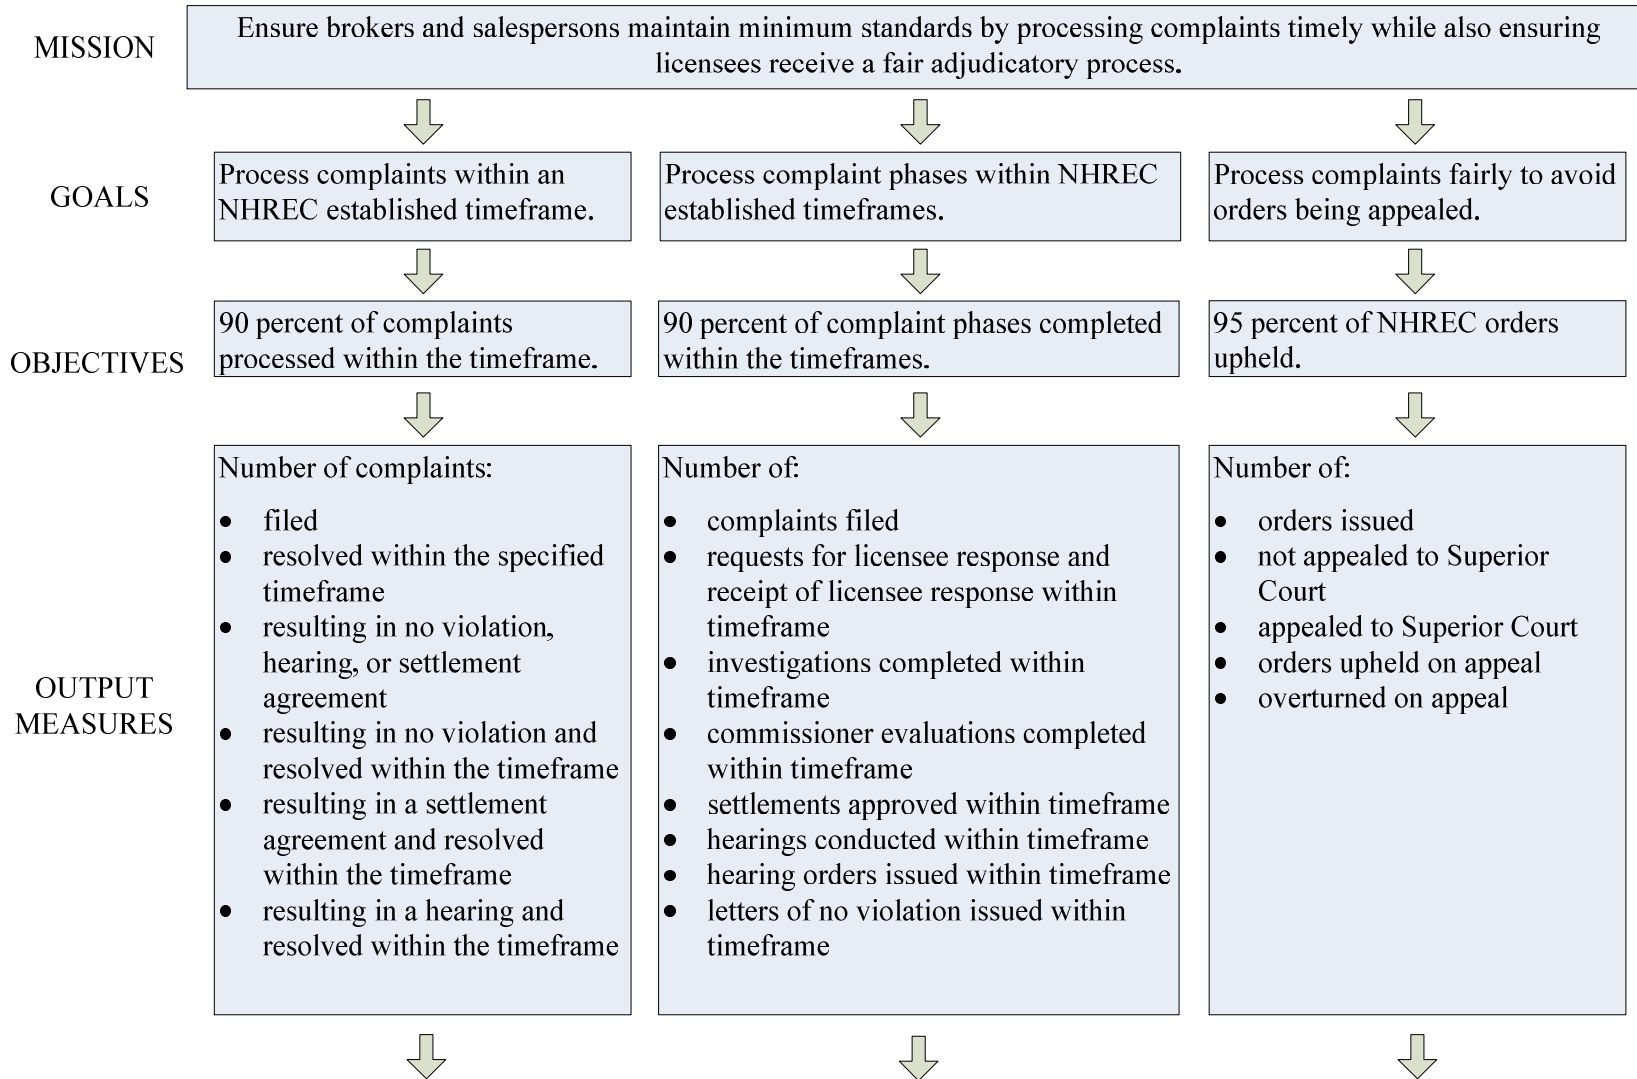 MISSION
Ensure brokers and salespersons maintain minimum standards by processing complaints timely while also ensuring
licensees receive a fair adjudicatory process.
GOALS
Process complaints within an
NHREC established timeframe.
Process complaint phases within NHREC
established timeframes.
Process complaints fairly to avoid
orders being appealed.
OBJECTIVES
90 percent of complaints
processed within the timeframe.
90 percent of complaint phases completed
within the timeframes.
95 percent of NHREC orders
upheld.
OUTPUT
MEASURES
Number of complaints:
• filed
• resolved within the specified
timeframe
• resulting in no violation,
hearing, or settlement
agreement
• resulting in no violation and
resolved within the timeframe
• resulting in a settlement
agreement and resolved
within the timeframe
• resulting in a hearing and
resolved within the timeframe
Number of:
• complaints filed
• requests for licensee response and
receipt of licensee response within
timeframe
• investigations completed within
timeframe
• commissioner evaluations completed
within timeframe
• settlements approved within timeframe
• hearings conducted within timeframe
• hearing orders issued within timeframe
• letters of no violation issued within
timeframe
Number of:
• orders issued
• not appealed to Superior
Court
• appealed to Superior Court
• orders upheld on appeal
• overturned on appeal